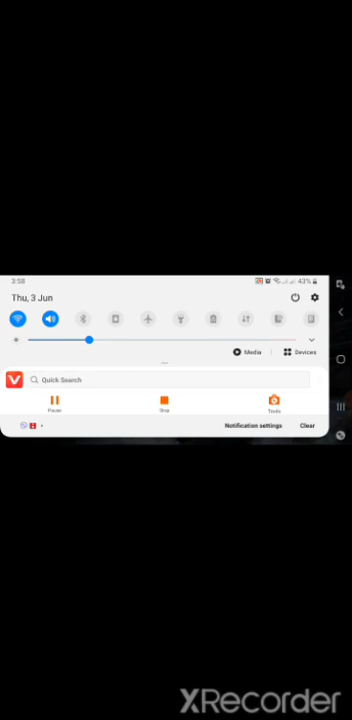 3:58
43%
Thu, 3 Jun
Media
Devices
Quick Search
Pause
Stop
Tools
Notification settings
Clear
XRecorder